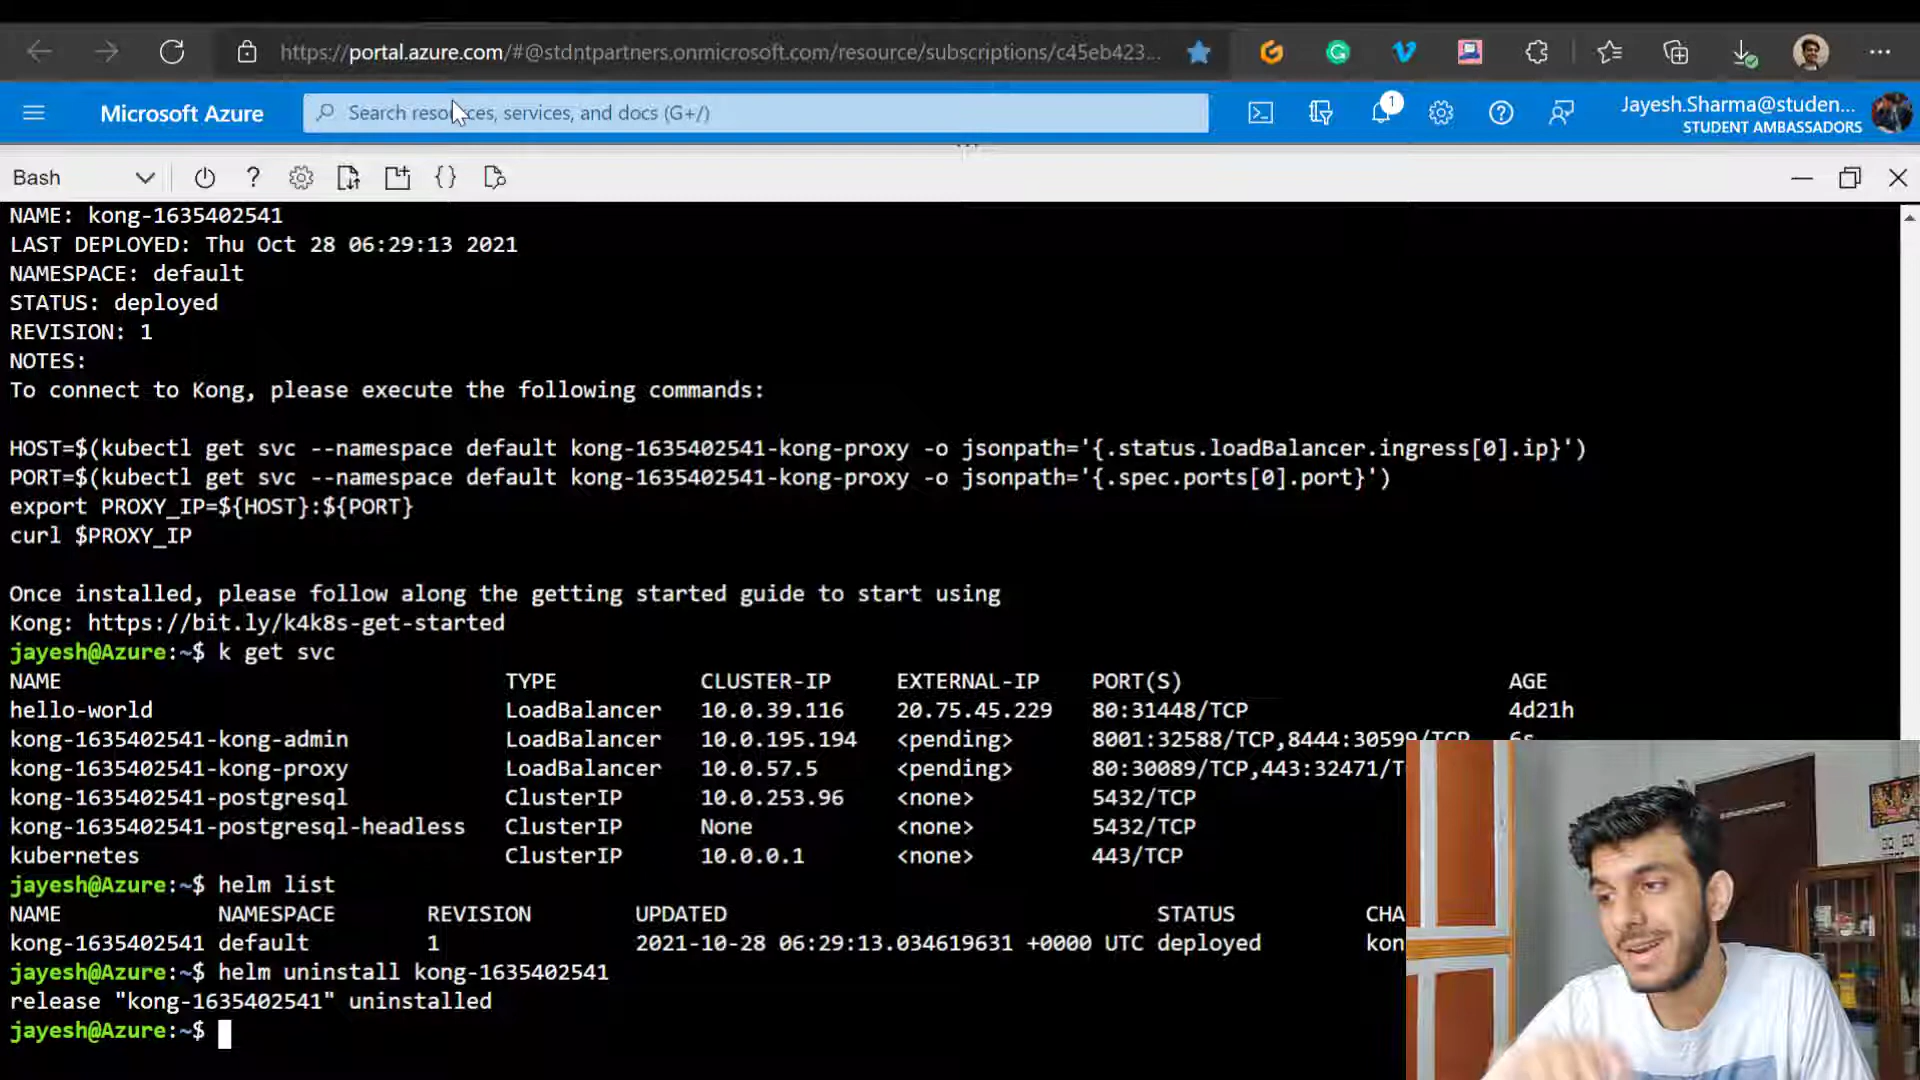 https://portal.azure.com/#@stdntpartners.onmicrosoft.com/resource/subscriptions/c45eb423...
Microsoft Azure
Search resources, services, and docs (G+/)
1
Jayesh.Sharma@studen...
STUDENT AMBASSADORS
Bash
NAME: kong-1635402541
LAST DEPLOYED: Thu Oct 28 06:29:13 2021
NAMESPACE: default
STATUS: deployed
REVISION: 1
NOTES:
To connect to Kong, please execute the following commands:
HOST=$(kubectl get svc --namespace default kong-1635402541-kong-proxy -o jsonpath='{.status.loadBalancer.ingress[0].ip}')
PORT=$(kubectl get svc --namespace default kong-1635402541-kong-proxy -o jsonpath='{.spec.ports[0].port}')
export PROXY_IP=${HOST}:${PORT}
curl $PROXY_IP
Once installed, please follow along the getting started guide to start using
Kong: https://bit.ly/k4k8s-get-started
jayesh@Azure:~$ k get svc
NAME TYPE CLUSTER-IP EXTERNAL-IP PORT(S) AGE
hello-world LoadBalancer 10.0.39.116 20.75.45.229 80:31448/TCP 4d21h
kong-1635402541-kong-admin LoadBalancer 10.0.195.194 <pending> 8001:32588/TCP,8444:30599/TCP 6s
kong-1635402541-kong-proxy LoadBalancer 10.0.57.5 <pending> 80:30089/TCP,443:32471/T
kong-1635402541-postgresql ClusterIP 10.0.253.96 <none> 5432/TCP
kong-1635402541-postgresql-headless ClusterIP None <none> 5432/TCP
kubernetes ClusterIP 10.0.0.1 <none> 443/TCP
jayesh@Azure:~$ helm list
NAME NAMESPACE REVISION UPDATED STATUS CHA
kong-1635402541 default 1 2021-10-28 06:29:13.034619631 +0000 UTC deployed kon
jayesh@Azure:~$ helm uninstall kong-1635402541
release "kong-1635402541" uninstalled
jayesh@Azure:~$